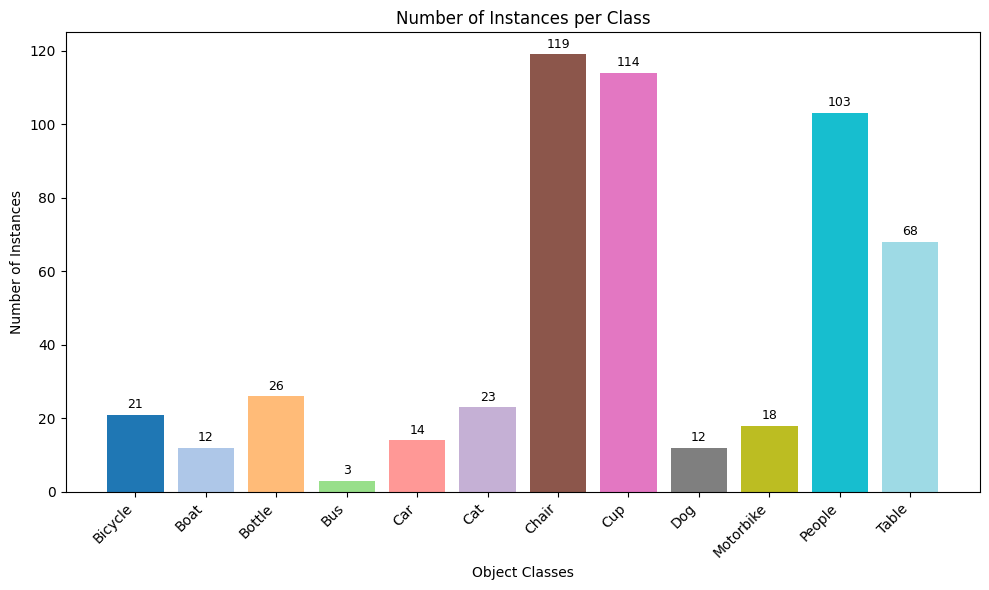 Number of Instances per Class
Number of Instances
120
100
80
60
40
20
0
21
12
26
3
14
23
119
114
12
18
103
68
Bicycle
Boat
Bottle
Bus
Car
Cat
Chair
Cup
Dog
Motorbike
People
Table
Object Classes